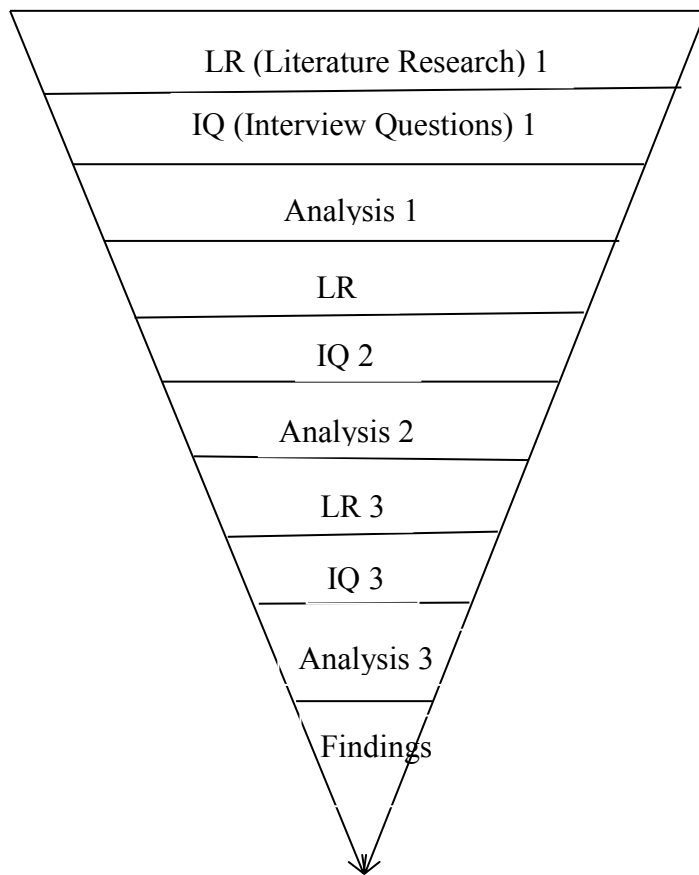 LR (Literature Research) 1
IQ (Interview Questions) 1
Analysis 1
LR
IQ 2
Analysis 2
LR 3
IQ 3
Analysis 3
Findings